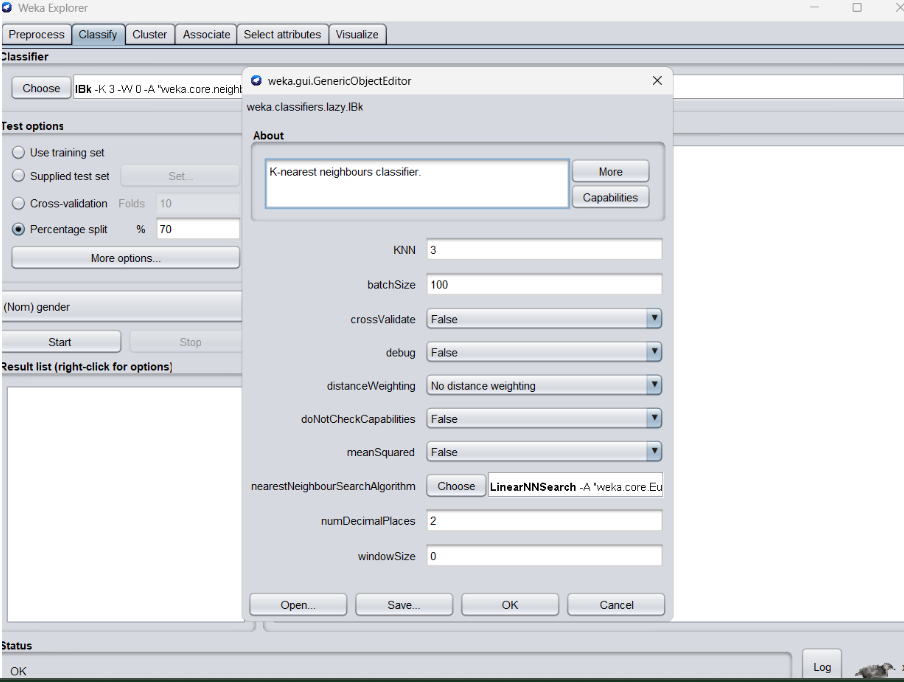 Weka Explorer
Preprocess Classify Cluster Associate Select attributes Visualize
Classifier
Choose IBk -K 3 -W 0 -A "weka.core.neighb
Test options
Use training set
Supplied test set Set...
Cross-validation Folds 10
Percentage split % 70
More options...
(Nom) gender
Start Stop
Result list (right-click for options)
weka.gui.GenericObjectEditor
weka.classifiers.lazy.IBk
About
K-nearest neighbours classifier.
More
Capabilities
KNN 3
batchSize 100
crossValidate False
debug False
distanceWeighting No distance weighting
doNotCheckCapabilities False
meanSquared False
nearestNeighbourSearchAlgorithm Choose LinearNNSearch -A "weka.core.Eu
numDecimalPlaces 2
windowSize 0
Open... Save... OK Cancel
Status
OK
Log
x